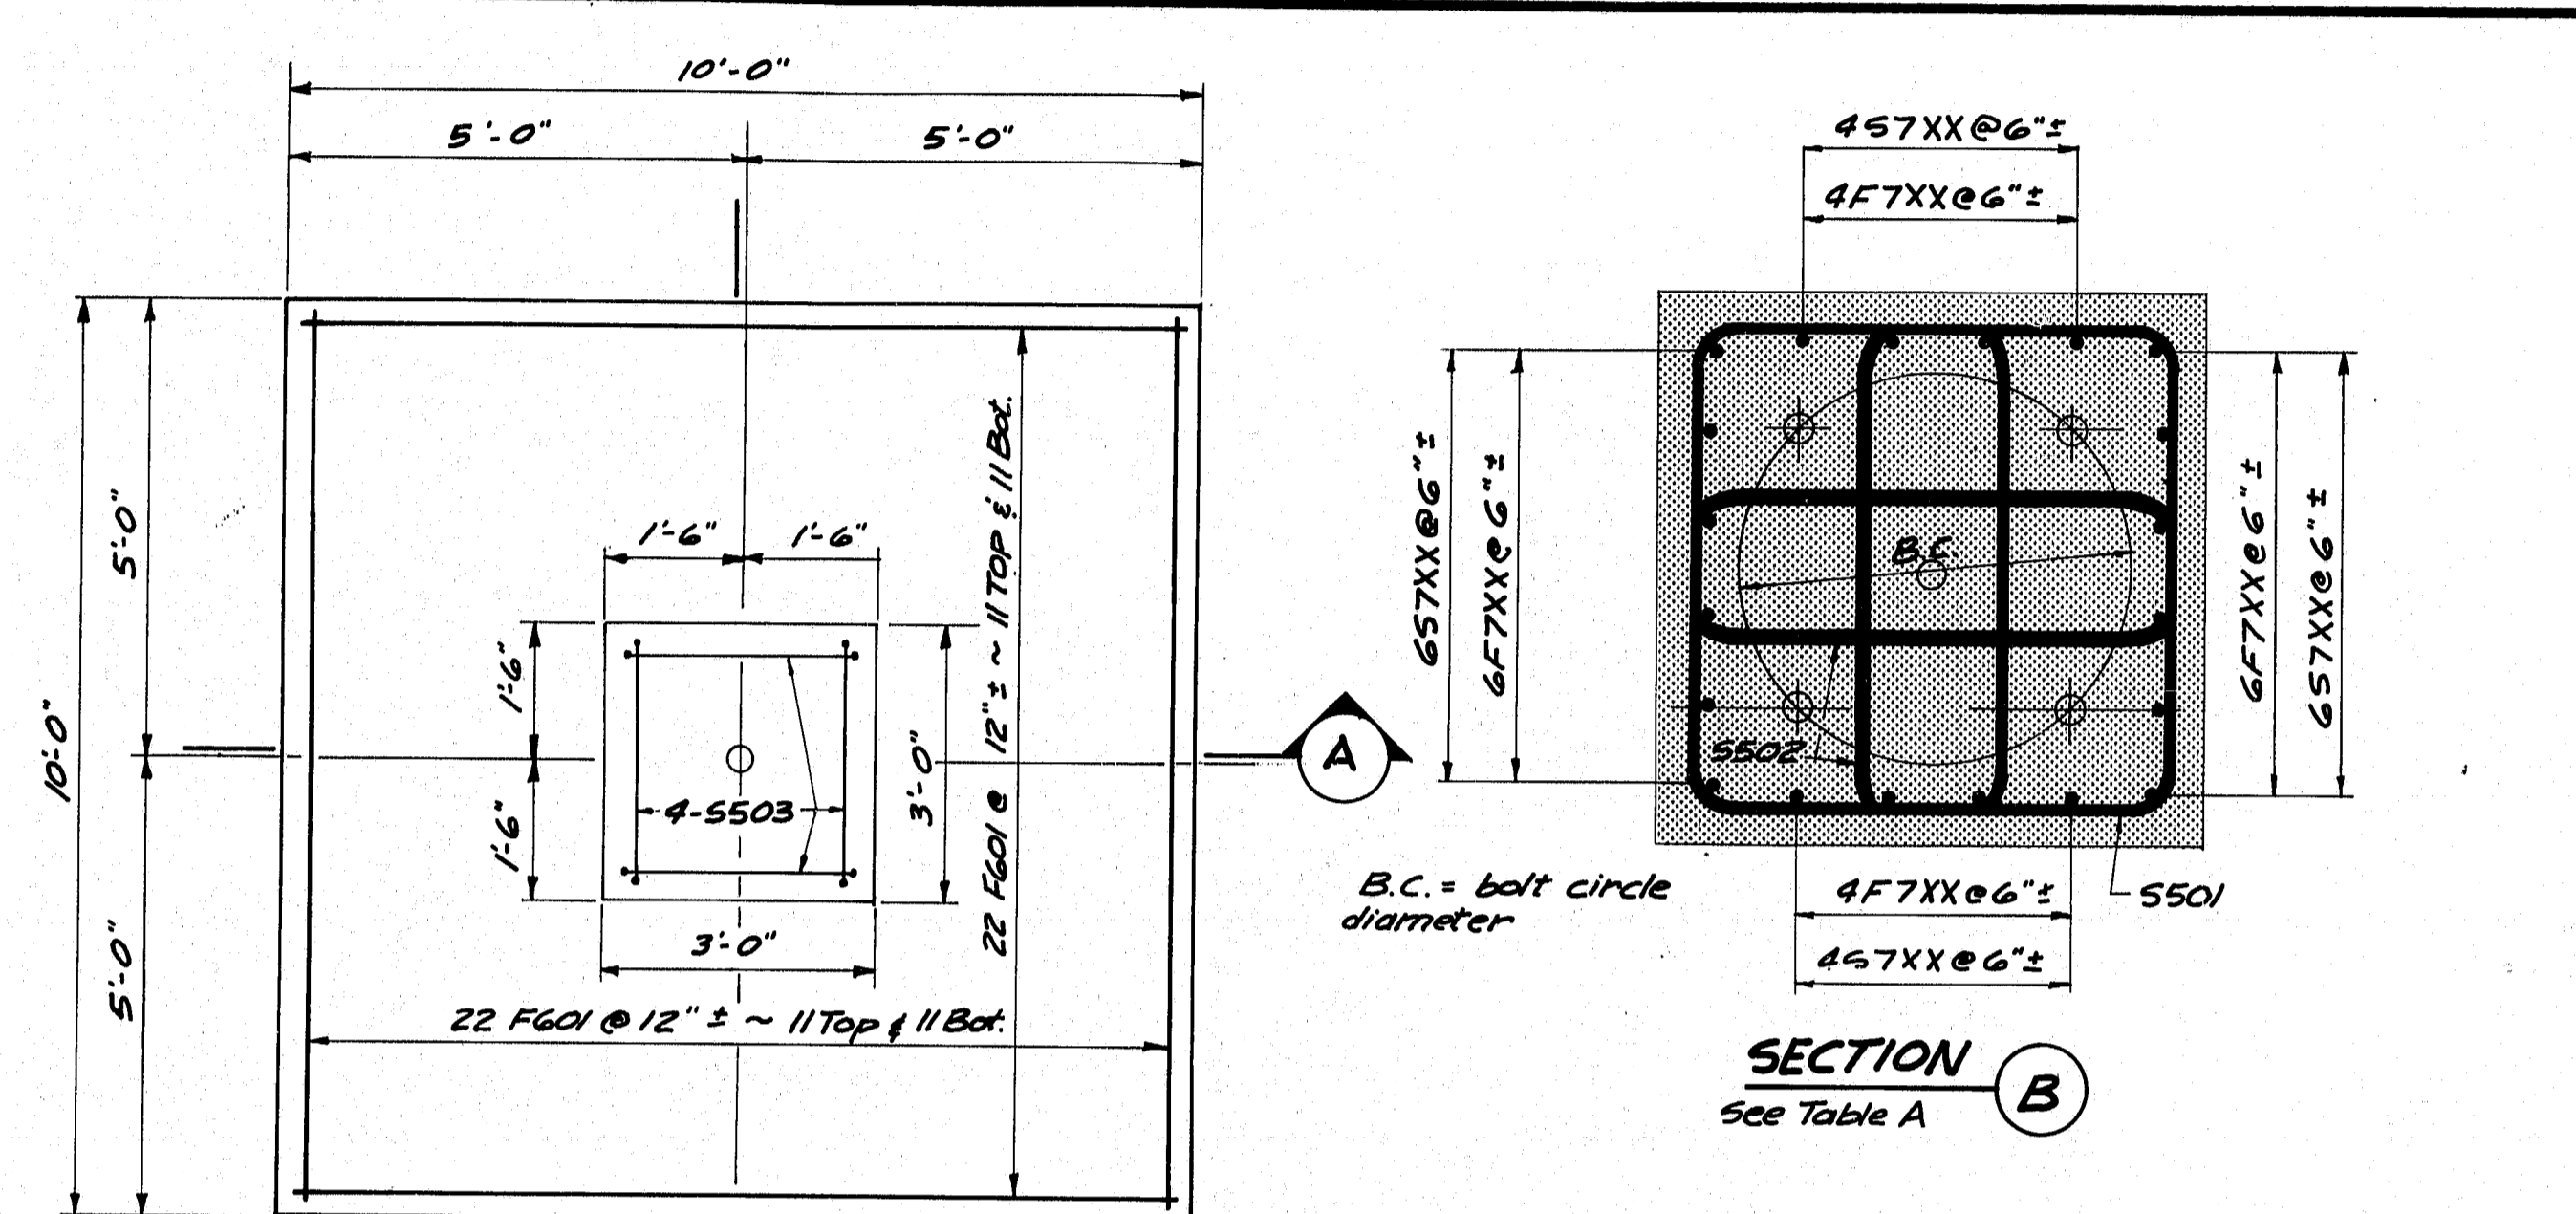 10'-0"
5'-0"
5'-0"
10'-0"
5'-0"
5'-0"
1'-6"
1'-6"
1'-6"
1'-6"
3'-0"
3'-0"
4-S503
22 F601 @ 12" ± ~ 11 TOP & 11 Bot.
22 F601 @ 12" ± ~ 11 Top & 11 Bot.
A
4S7XX@6"±
4F7XX@6"±
6S7XX@6"±
6F7XX@6"±
B.C.
S502
6F7XX@6"±
6S7XX@6"±
4F7XX@6"±
4S7XX@6"±
S501
B.C. = bolt circle
diameter
SECTION
B
See Table A